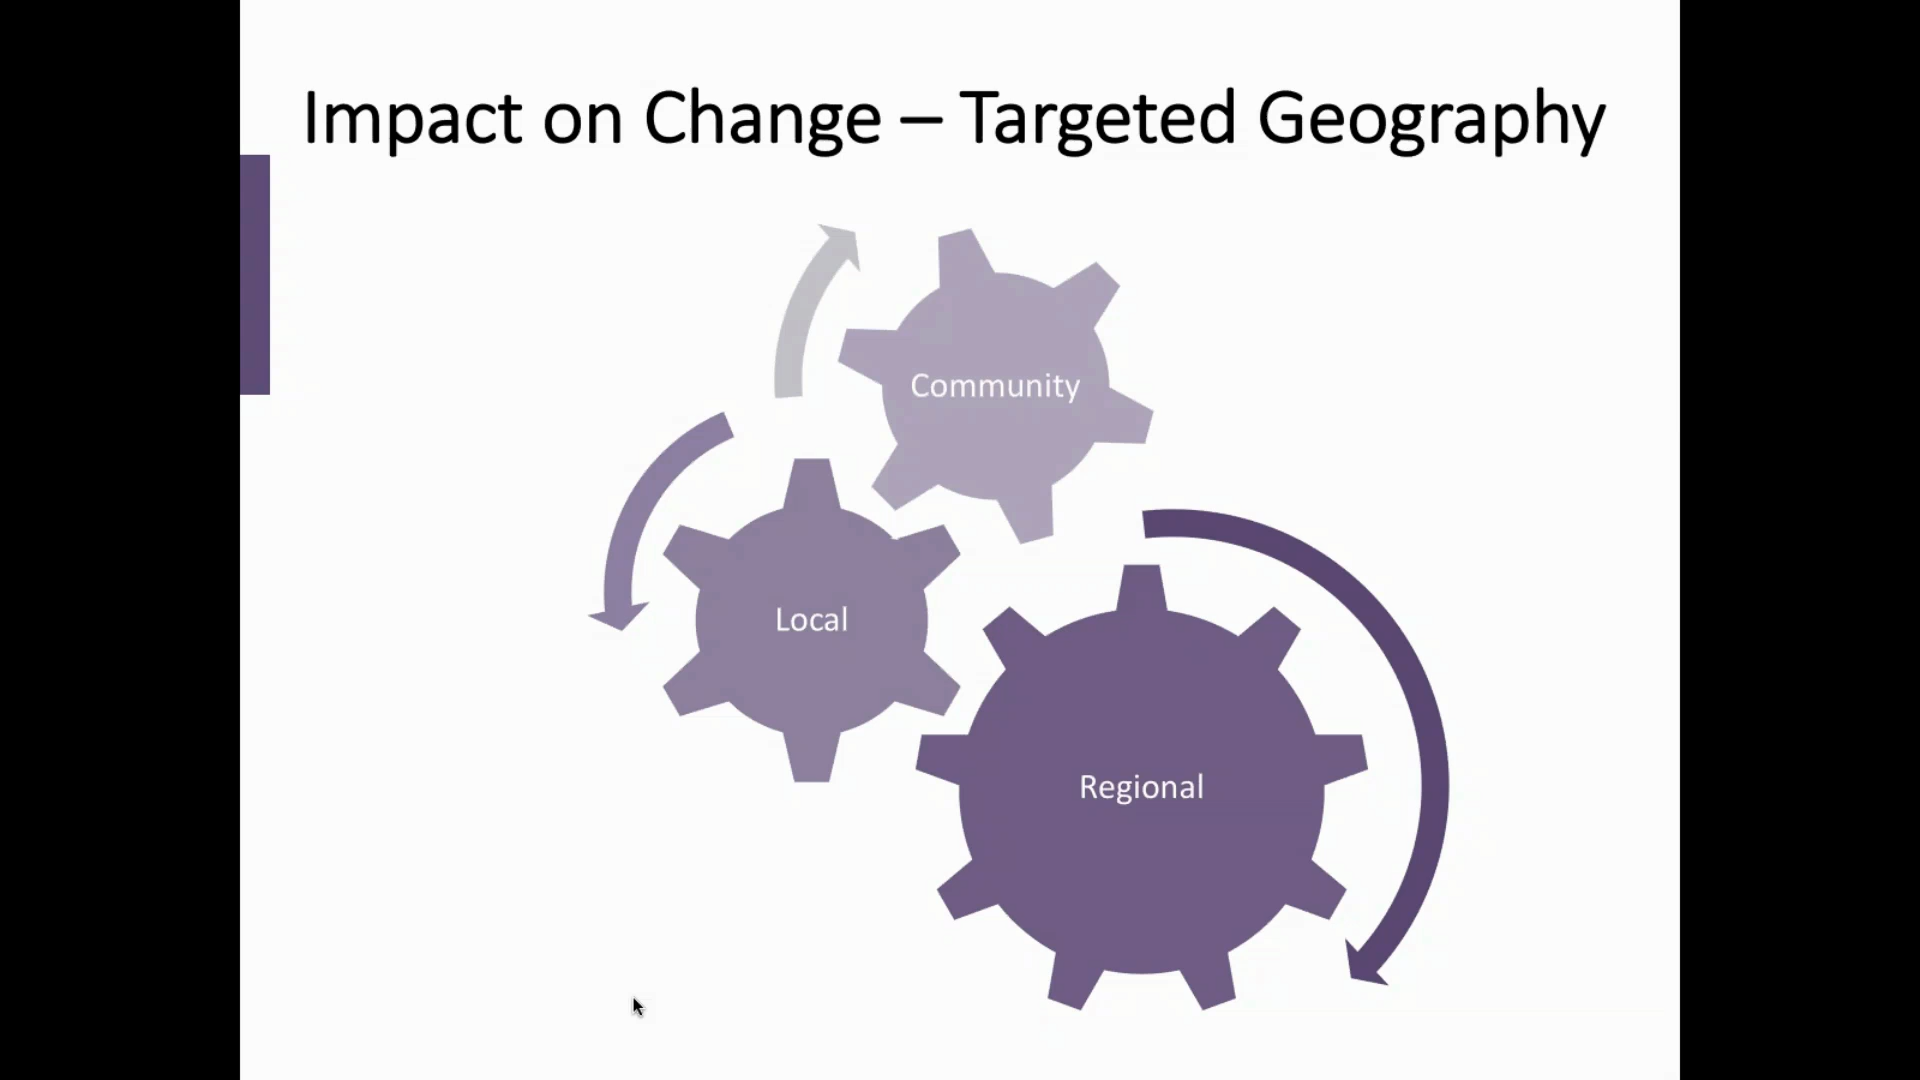 Impact on Change – Targeted Geography
Community
Local
Regional